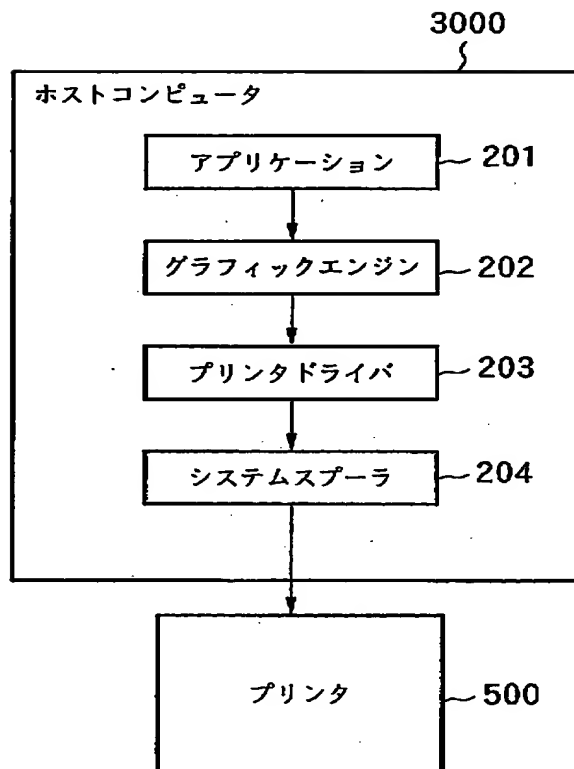 3000
ホストコンピュータ
アプリケーション 201
グラフィックエンジン 202
プリンタドライバ 203
システムスプーラ 204
プリンタ 500